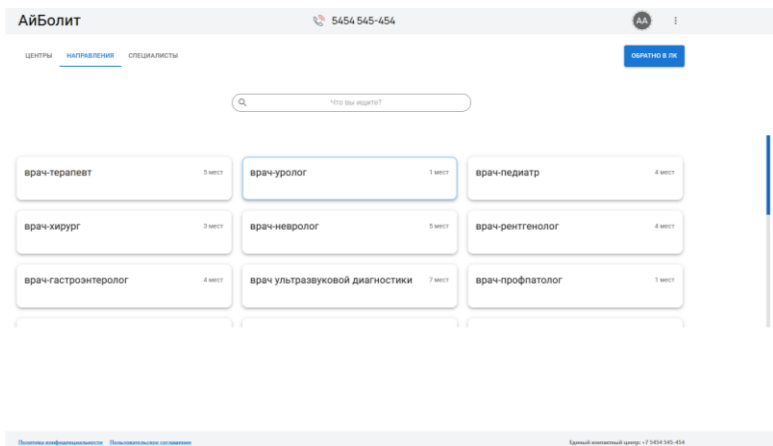 АйБолит 5454 545-454 АА
ЦЕНТРЫ НАПРАВЛЕНИЯ СПЕЦИАЛИСТЫ ОБРАТНО В ЛК
Что вы ищите?
врач-терапевт 5 мест врач-уролог 1 мест врач-педиатр 4 мест
врач-хирург 3 мест врач-невролог 5 мест врач-рентгенолог 4 мест
врач-гастроэнтеролог 4 мест врач ультразвуковой диагностики 7 мест врач-профпатолог 1 мест
Политика конфиденциальности Пользовательское соглашение Единый контактный центр: +7 5454 545-454